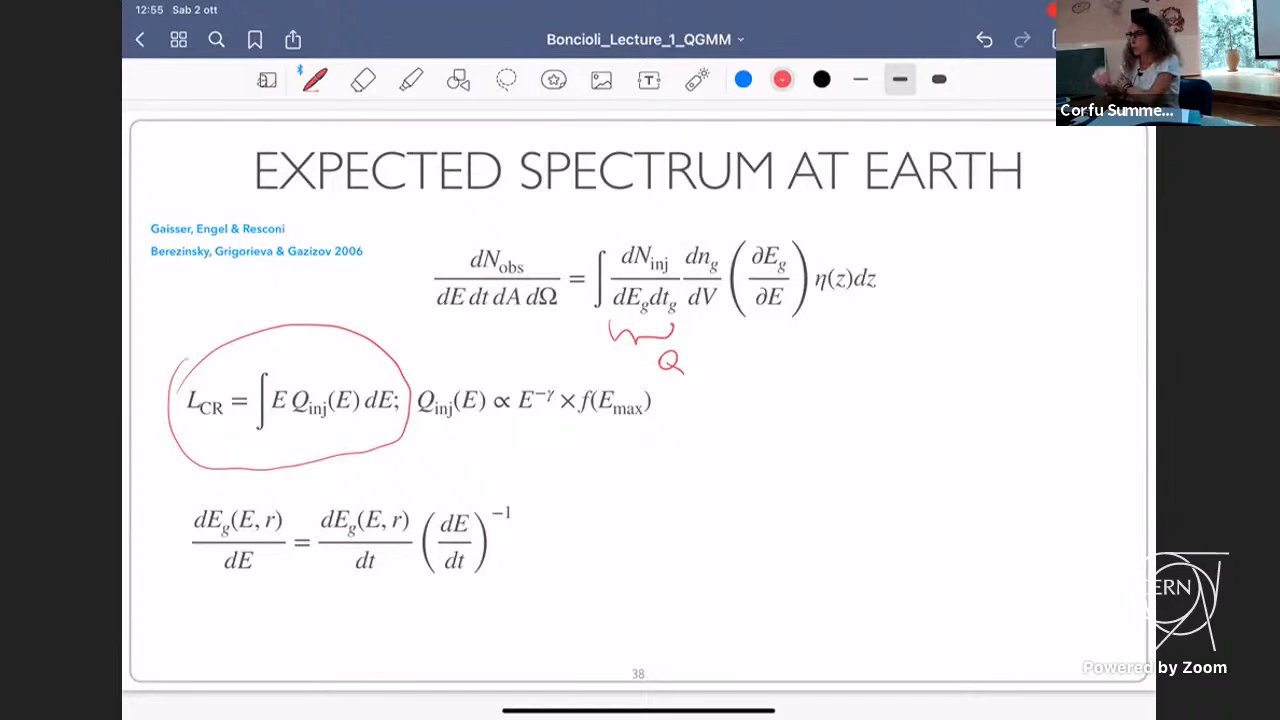 12:55 Sab 2 ott
Boncioli_Lecture_1_QGMM
T
Corfu Summe...
EXPECTED SPECTRUM AT EARTH
Gaisser, Engel & Resconi
Berezinsky, Grigorieva & Gazizov 2006
dN_obs / (dE dt dA dΩ) = ∫ dN_inj / (dE_g dt_g) dn_g / dV (∂E_g / ∂E) η(z)dz
Q
L_CR = ∫ E Q_inj(E) dE; Q_inj(E) ∝ E^−γ × f(E_max)
dE_g(E, r) / dE = dE_g(E, r) / dt (dE / dt)^−1
38
CERN
Powered by Zoom